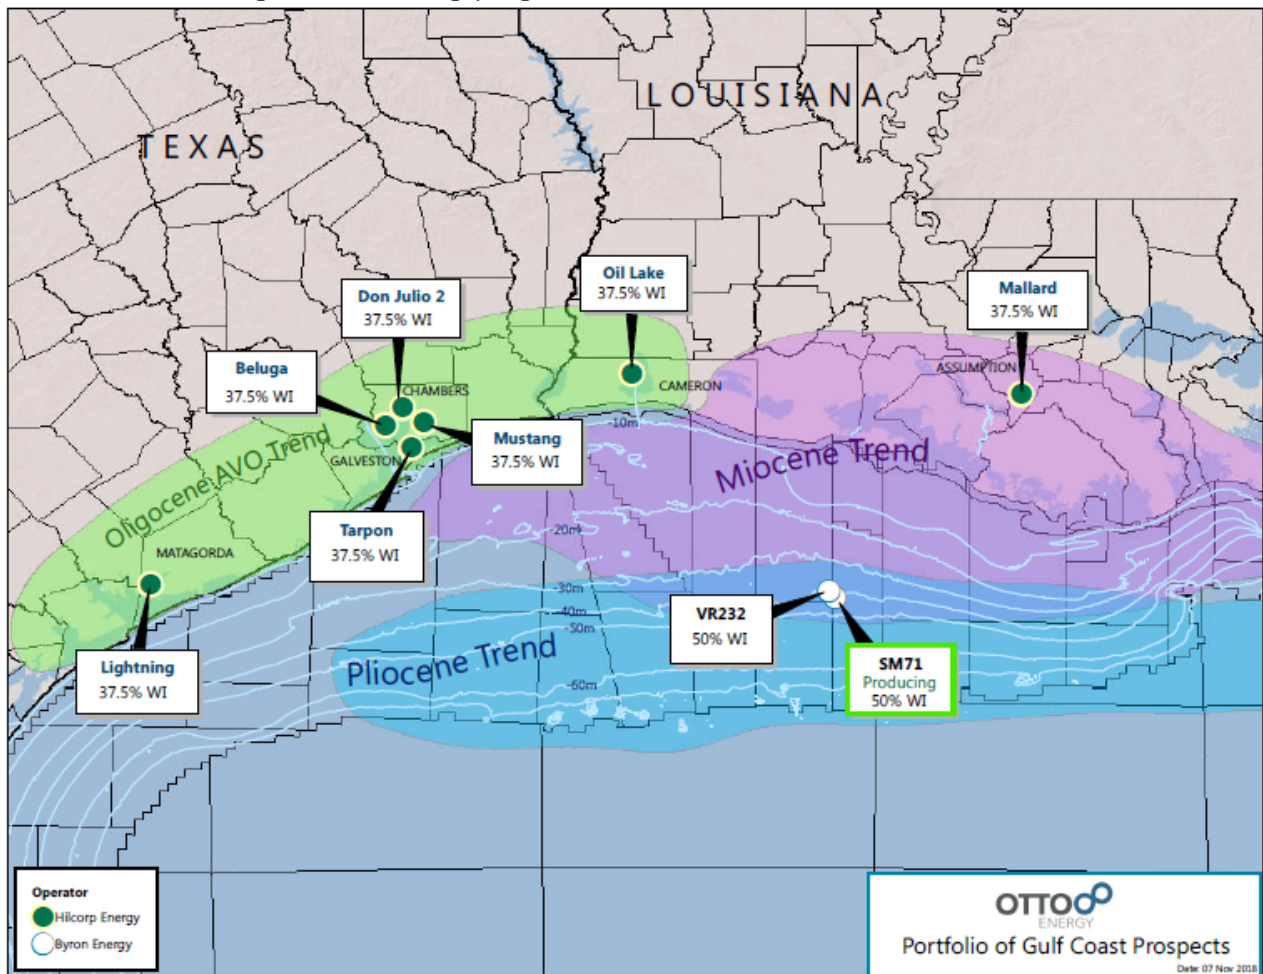 LOUISIANA
TEXAS
Oil Lake
37.5% WI
Don Julio 2
37.5% WI
Mallard
37.5% WI
Beluga
37.5% WI
CHAMBERS
CAMERON
ASSUMPTION
-10m
Mustang
37.5% WI
GALVESTON
Oligocene AVO Trend
Miocene Trend
Tarpon
37.5% WI
-20m
MATAGORDA
-30m
-40m
-50m
VR232
50% WI
Pliocene Trend
-60m
SM71
Producing
50% WI
Lightning
37.5% WI
Operator
Hilcorp Energy
Byron Energy
OTTO
ENERGY
Portfolio of Gulf Coast Prospects
Date: 07 Nov 2018